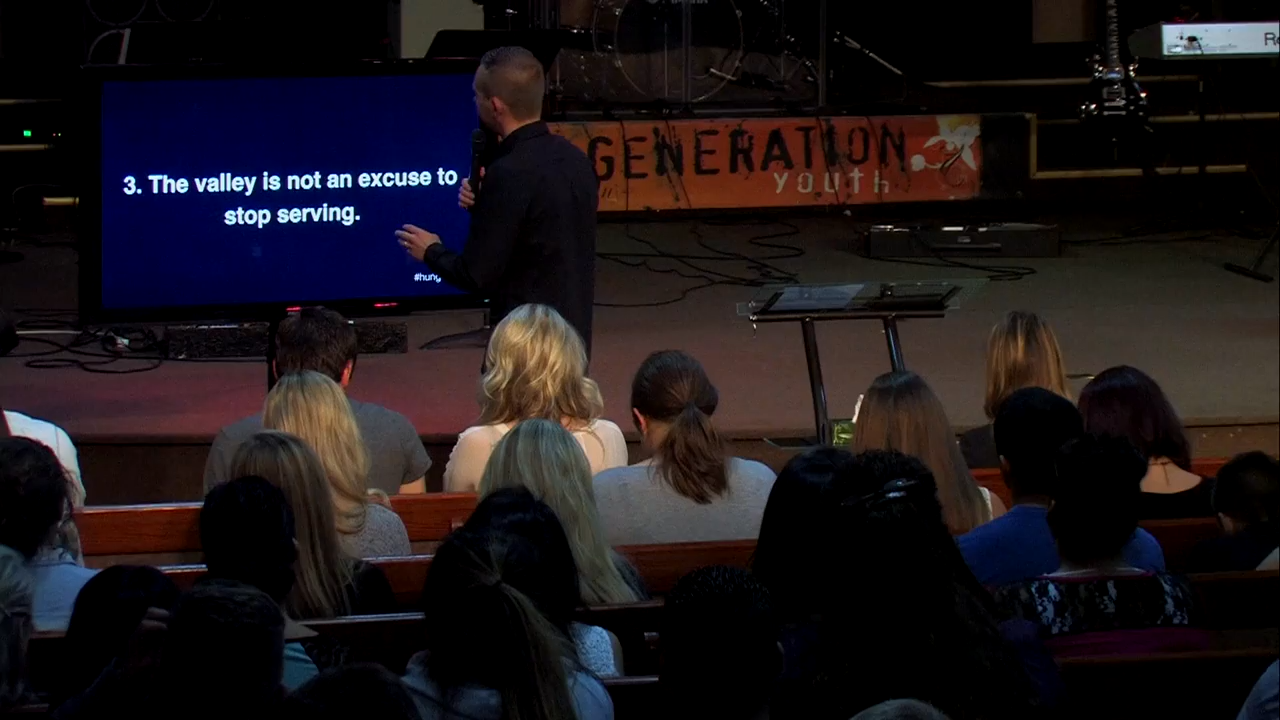 3. The valley is not an excuse to
stop serving.
GENERATION
youth